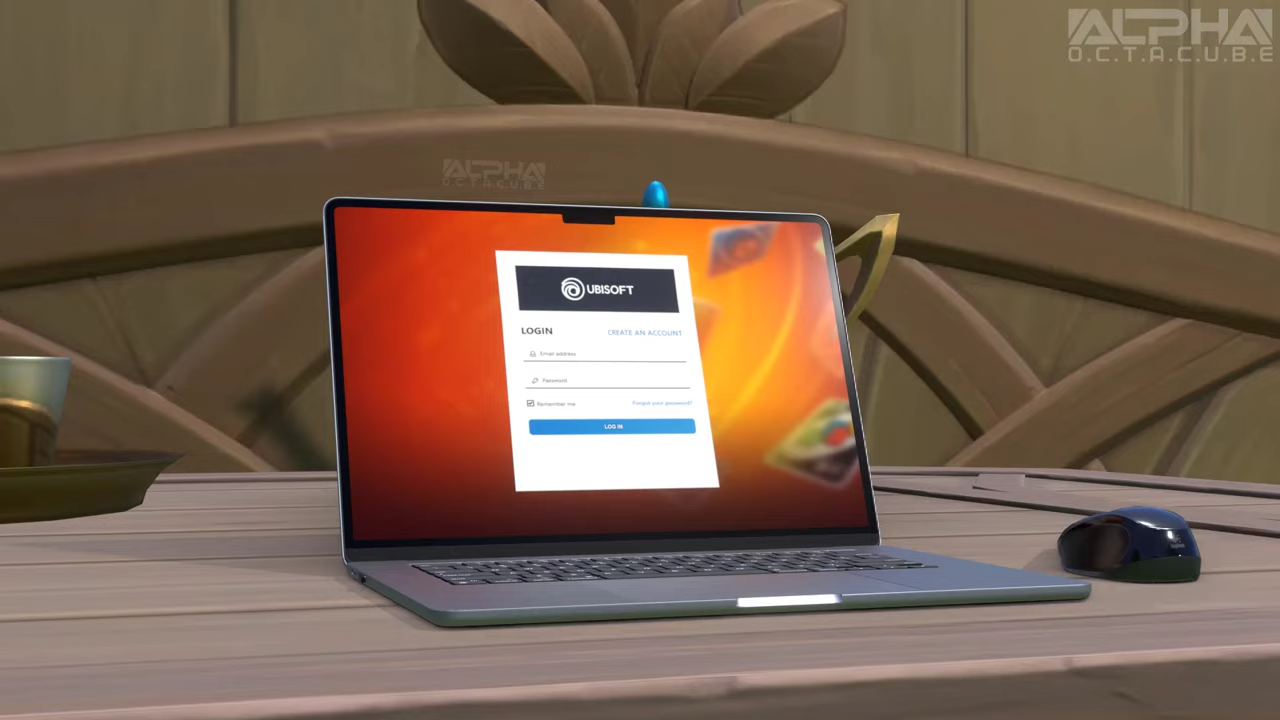 ALPHA
O.C.T.A.C.U.B.E
ALPHA
O.C.T.A.C.U.B.E
UBISOFT
LOGIN
CREATE AN ACCOUNT
Email address
Password
Remember me
Forgot your password?
LOG IN